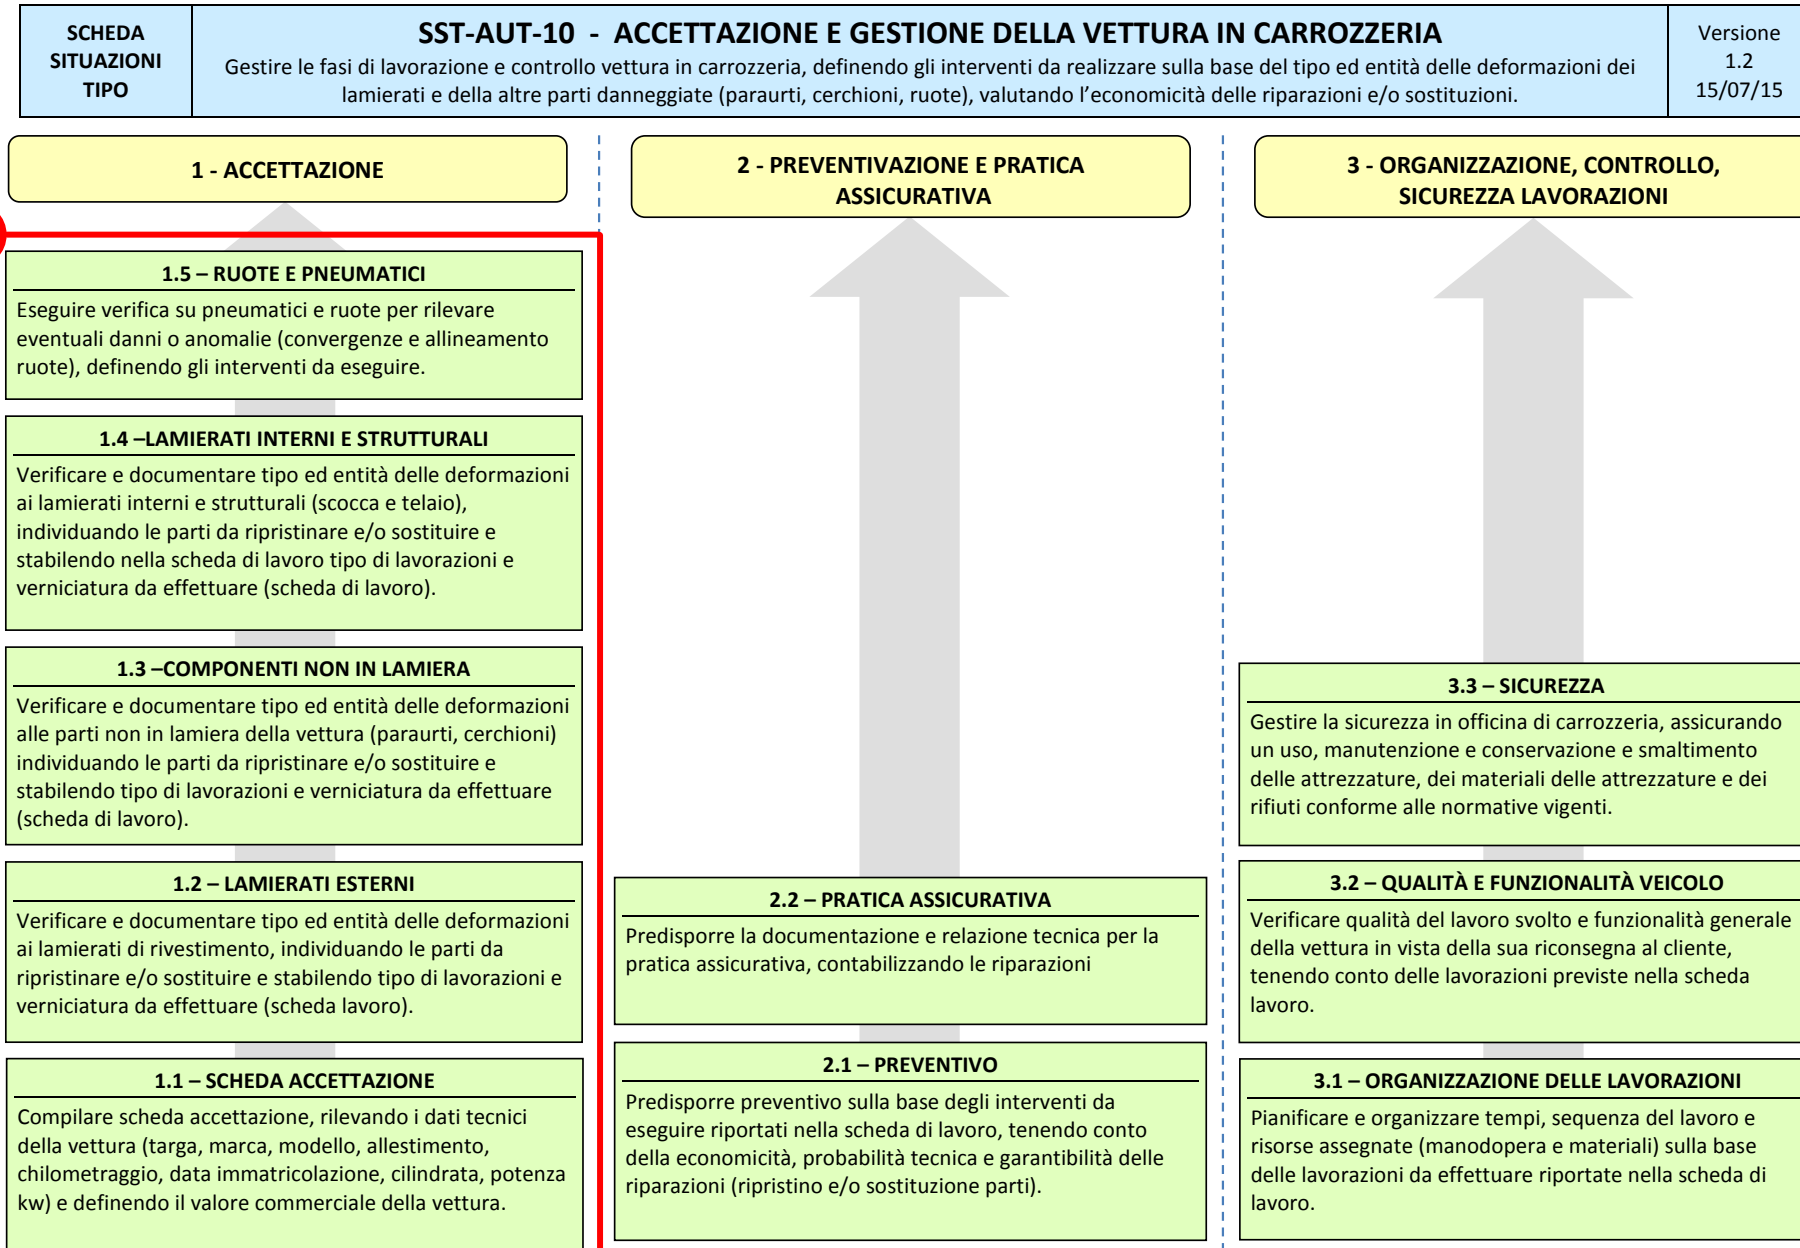 SCHEDA
SITUAZIONI
TIPO
SST-AUT-10 - ACCETTAZIONE E GESTIONE DELLA VETTURA IN CARROZZERIA
Gestire le fasi di lavorazione e controllo vettura in carrozzeria, definendo gli interventi da realizzare sulla base del tipo ed entità delle deformazioni dei
lamierati e della altre parti danneggiate (paraurti, cerchioni, ruote), valutando l'economicità delle riparazioni e/o sostituzioni.
Versione
1.2
15/07/15
1 - ACCETTAZIONE
1.5 – RUOTE E PNEUMATICI
Eseguire verifica su pneumatici e ruote per rilevare
eventuali danni o anomalie (convergenze e allineamento
ruote), definendo gli interventi da eseguire.
1.4 –LAMIERATI INTERNI E STRUTTURALI
Verificare e documentare tipo ed entità delle deformazioni
ai lamierati interni e strutturali (scocca e telaio),
individuando le parti da ripristinare e/o sostituire e
stabilendo nella scheda di lavoro tipo di lavorazioni e
verniciatura da effettuare (scheda di lavoro).
1.3 –COMPONENTI NON IN LAMIERA
Verificare e documentare tipo ed entità delle deformazioni
alle parti non in lamiera della vettura (paraurti, cerchioni)
individuando le parti da ripristinare e/o sostituire e
stabilendo tipo di lavorazioni e verniciatura da effettuare
(scheda di lavoro).
1.2 – LAMIERATI ESTERNI
Verificare e documentare tipo ed entità delle deformazioni
ai lamierati di rivestimento, individuando le parti da
ripristinare e/o sostituire e stabilendo tipo di lavorazioni e
verniciatura da effettuare (scheda lavoro).
1.1 – SCHEDA ACCETTAZIONE
Compilare scheda accettazione, rilevando i dati tecnici
della vettura (targa, marca, modello, allestimento,
chilometraggio, data immatricolazione, cilindrata, potenza
kw) e definendo il valore commerciale della vettura.
2 - PREVENTIVAZIONE E PRATICA
ASSICURATIVA
2.2 – PRATICA ASSICURATIVA
Predisporre la documentazione e relazione tecnica per la
pratica assicurativa, contabilizzando le riparazioni
2.1 – PREVENTIVO
Predisporre preventivo sulla base degli interventi da
eseguire riportati nella scheda di lavoro, tenendo conto
della economicità, probabilità tecnica e garantibilità delle
riparazioni (ripristino e/o sostituzione parti).
3 - ORGANIZZAZIONE, CONTROLLO,
SICUREZZA LAVORAZIONI
3.3 – SICUREZZA
Gestire la sicurezza in officina di carrozzeria, assicurando
un uso, manutenzione e conservazione e smaltimento
delle attrezzature, dei materiali delle attrezzature e dei
rifiuti conforme alle normative vigenti.
3.2 – QUALITÀ E FUNZIONALITÀ VEICOLO
Verificare qualità del lavoro svolto e funzionalità generale
della vettura in vista della sua riconsegna al cliente,
tenendo conto delle lavorazioni previste nella scheda
lavoro.
3.1 – ORGANIZZAZIONE DELLE LAVORAZIONI
Pianificare e organizzare tempi, sequenza del lavoro e
risorse assegnate (manodopera e materiali) sulla base
delle lavorazioni da effettuare riportate nella scheda di
lavoro.